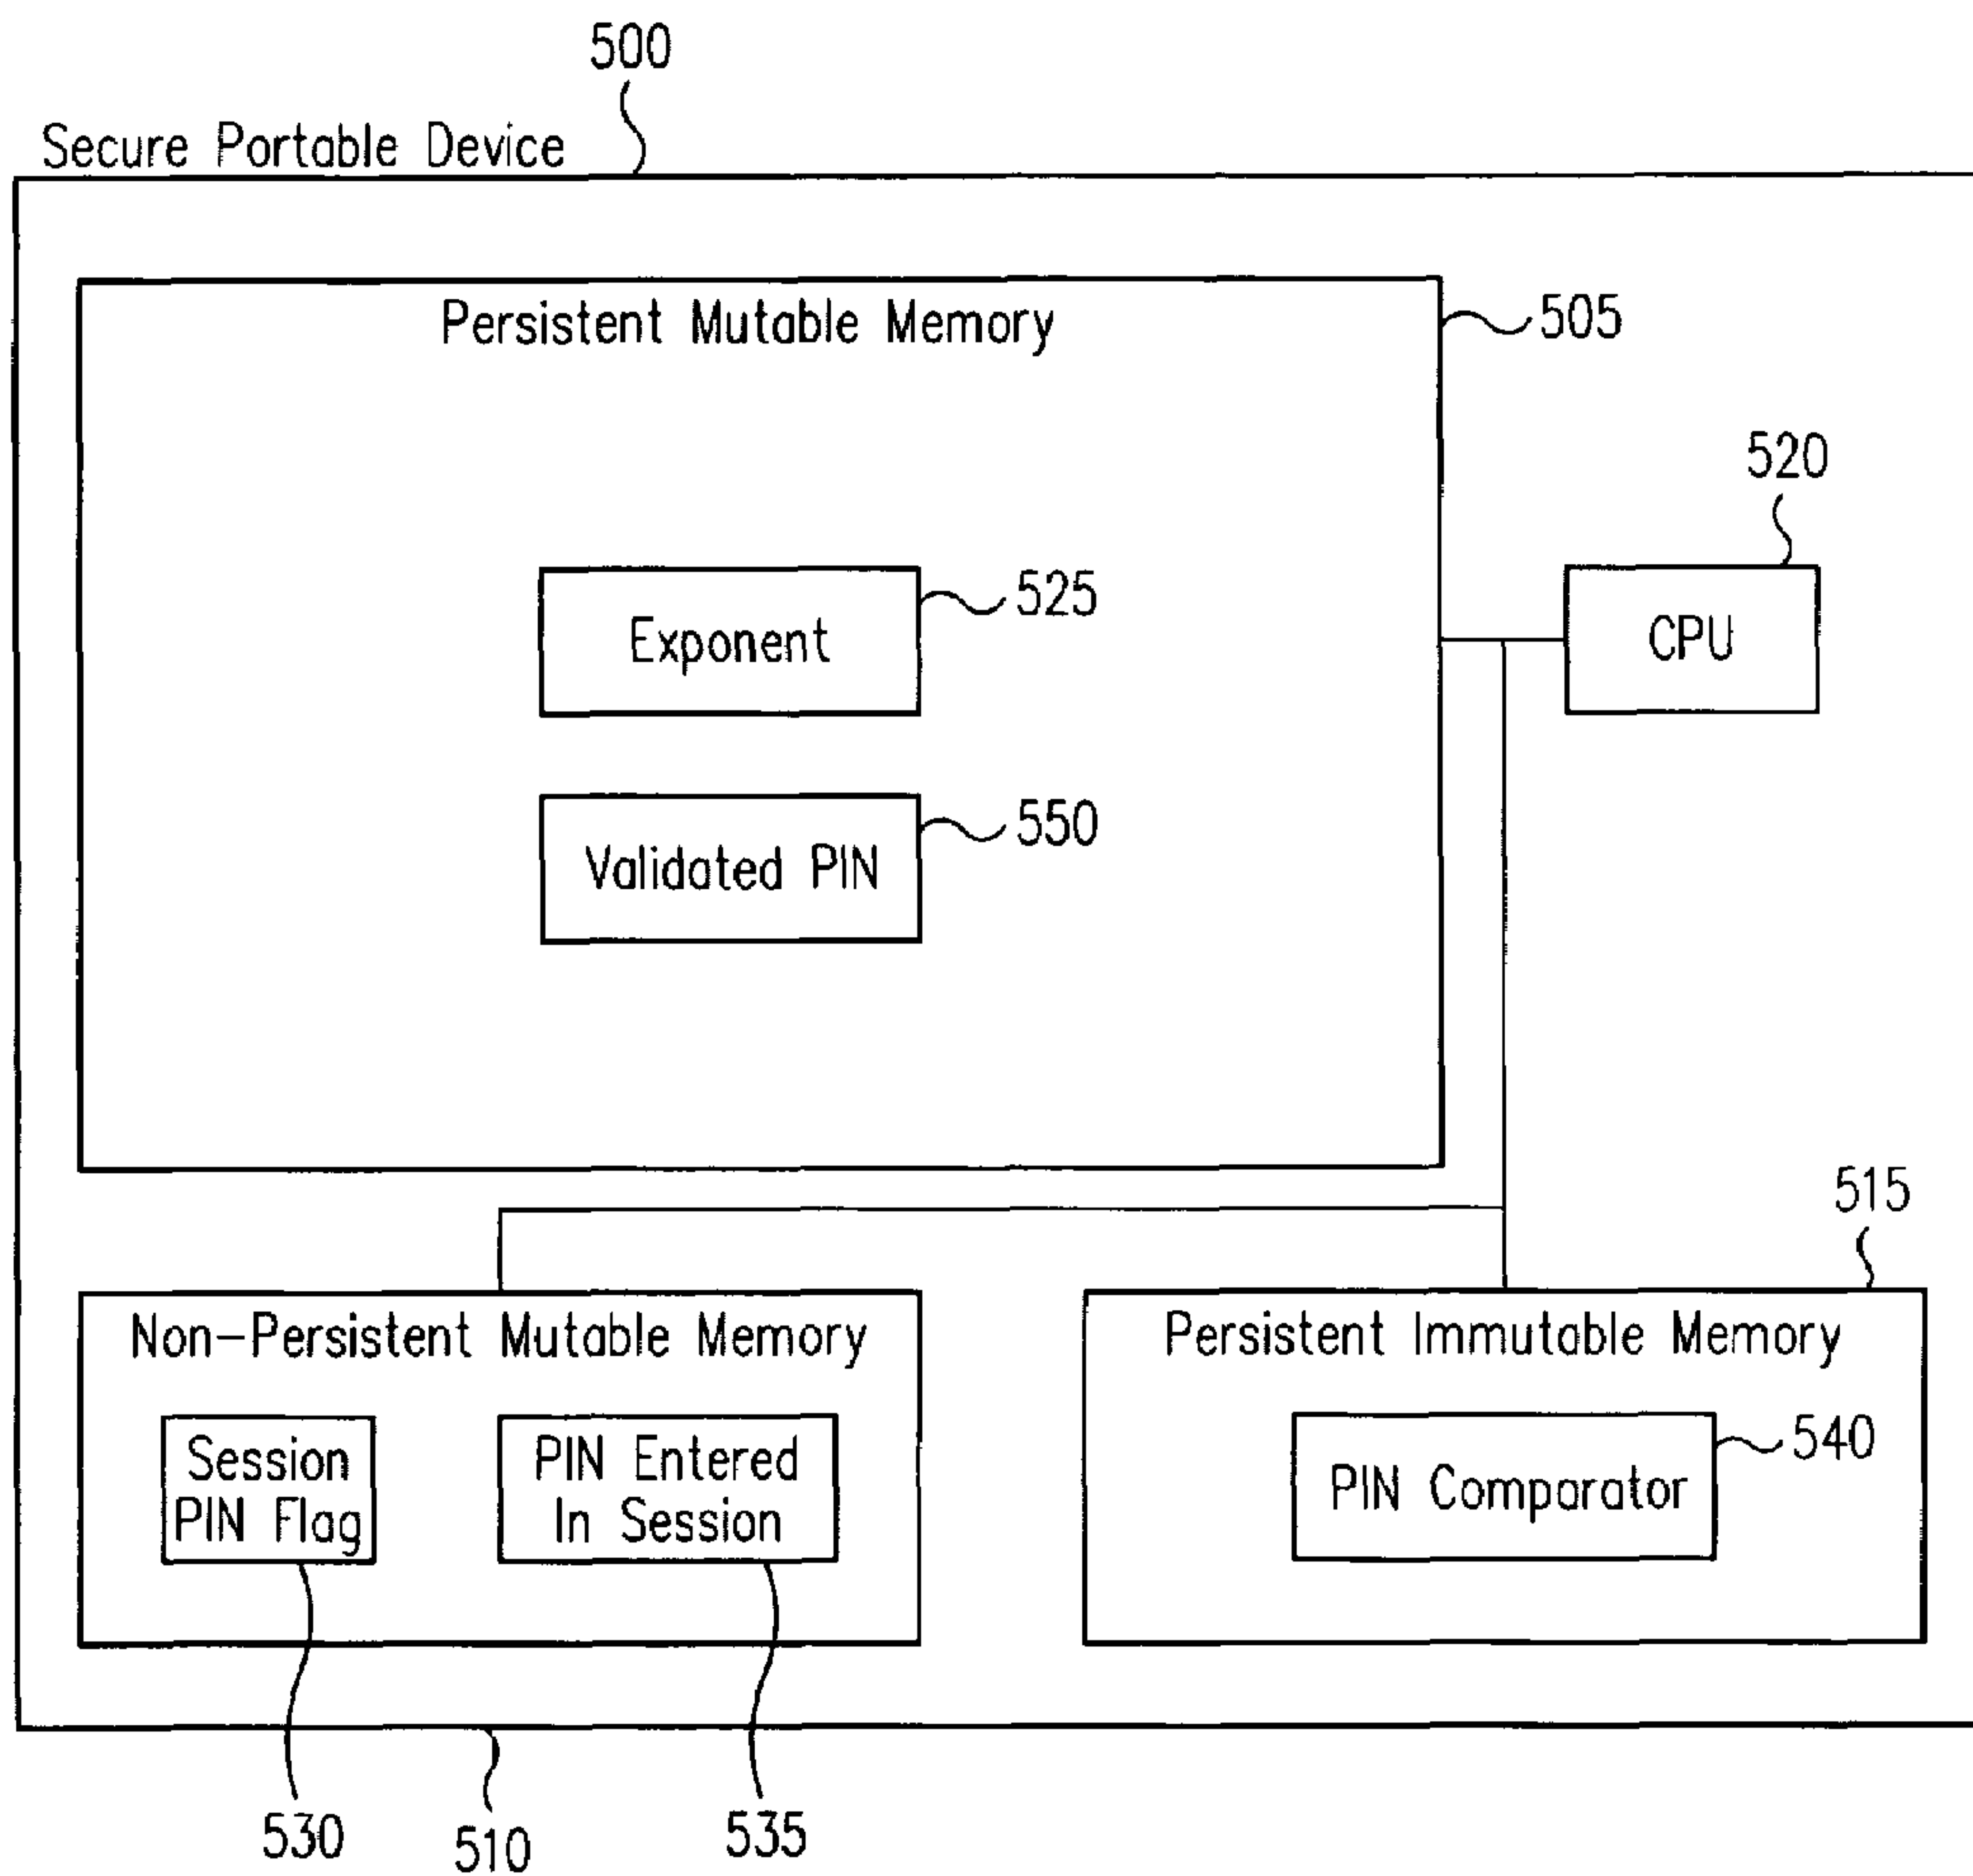 500
Secure Portable Device
Persistent Mutable Memory
505
520
CPU
Exponent
525
Validated PIN
550
515
Non-Persistent Mutable Memory
Session
PIN Flag
PIN Entered
In Session
Persistent Immutable Memory
PIN Comparator
540
530
510
535